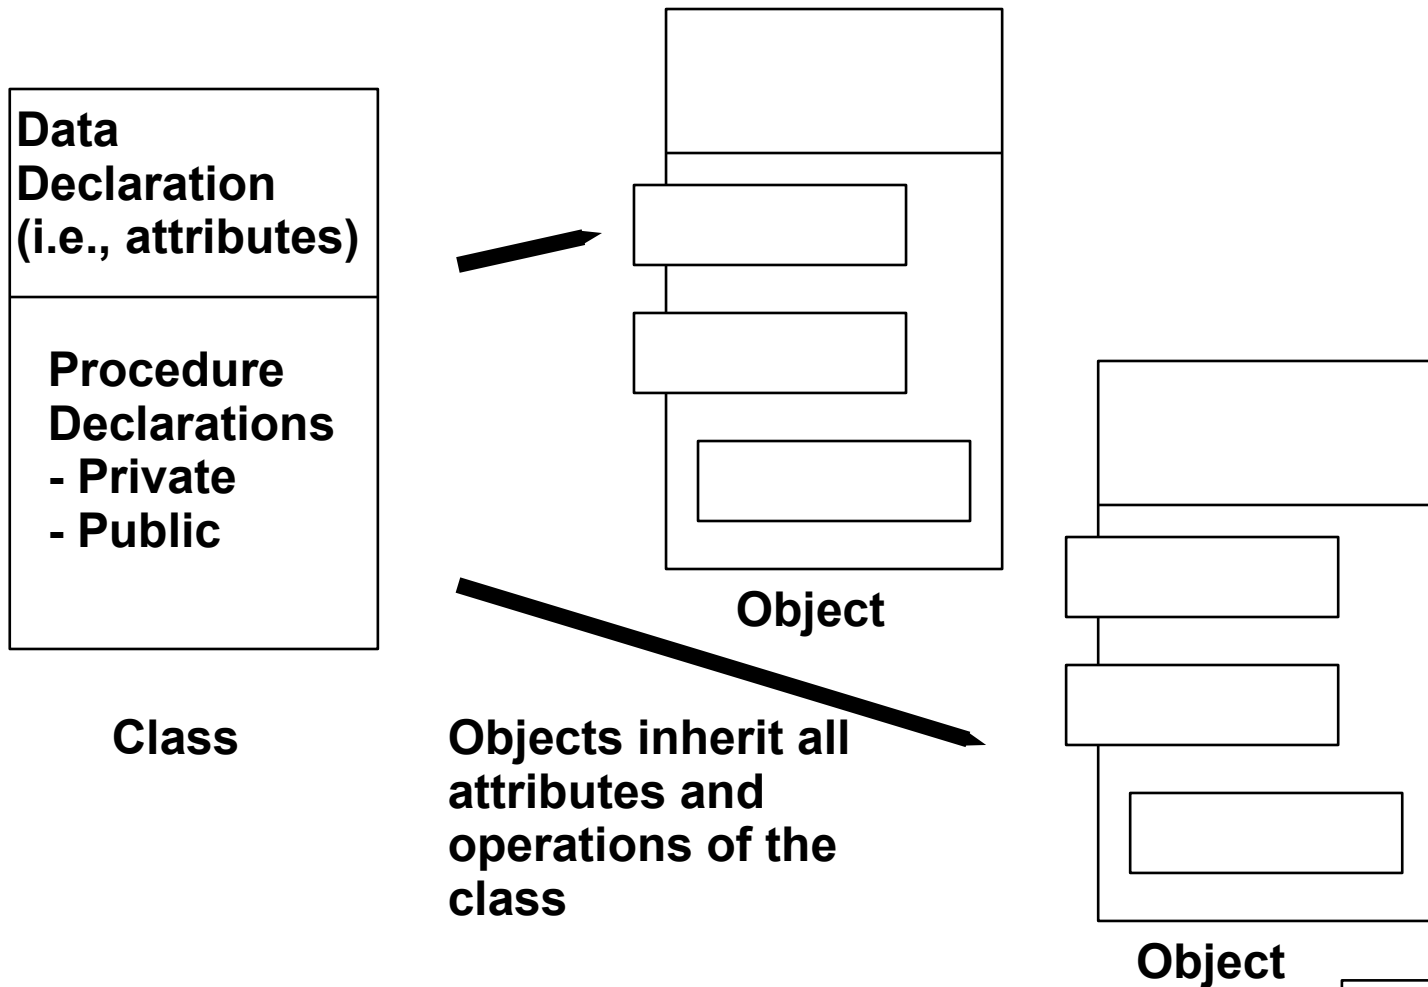 Data
Declaration
(i.e., attributes)
Procedure
Declarations
- Private
- Public
Class
Object
Objects inherit all
attributes and
operations of the
class
Object